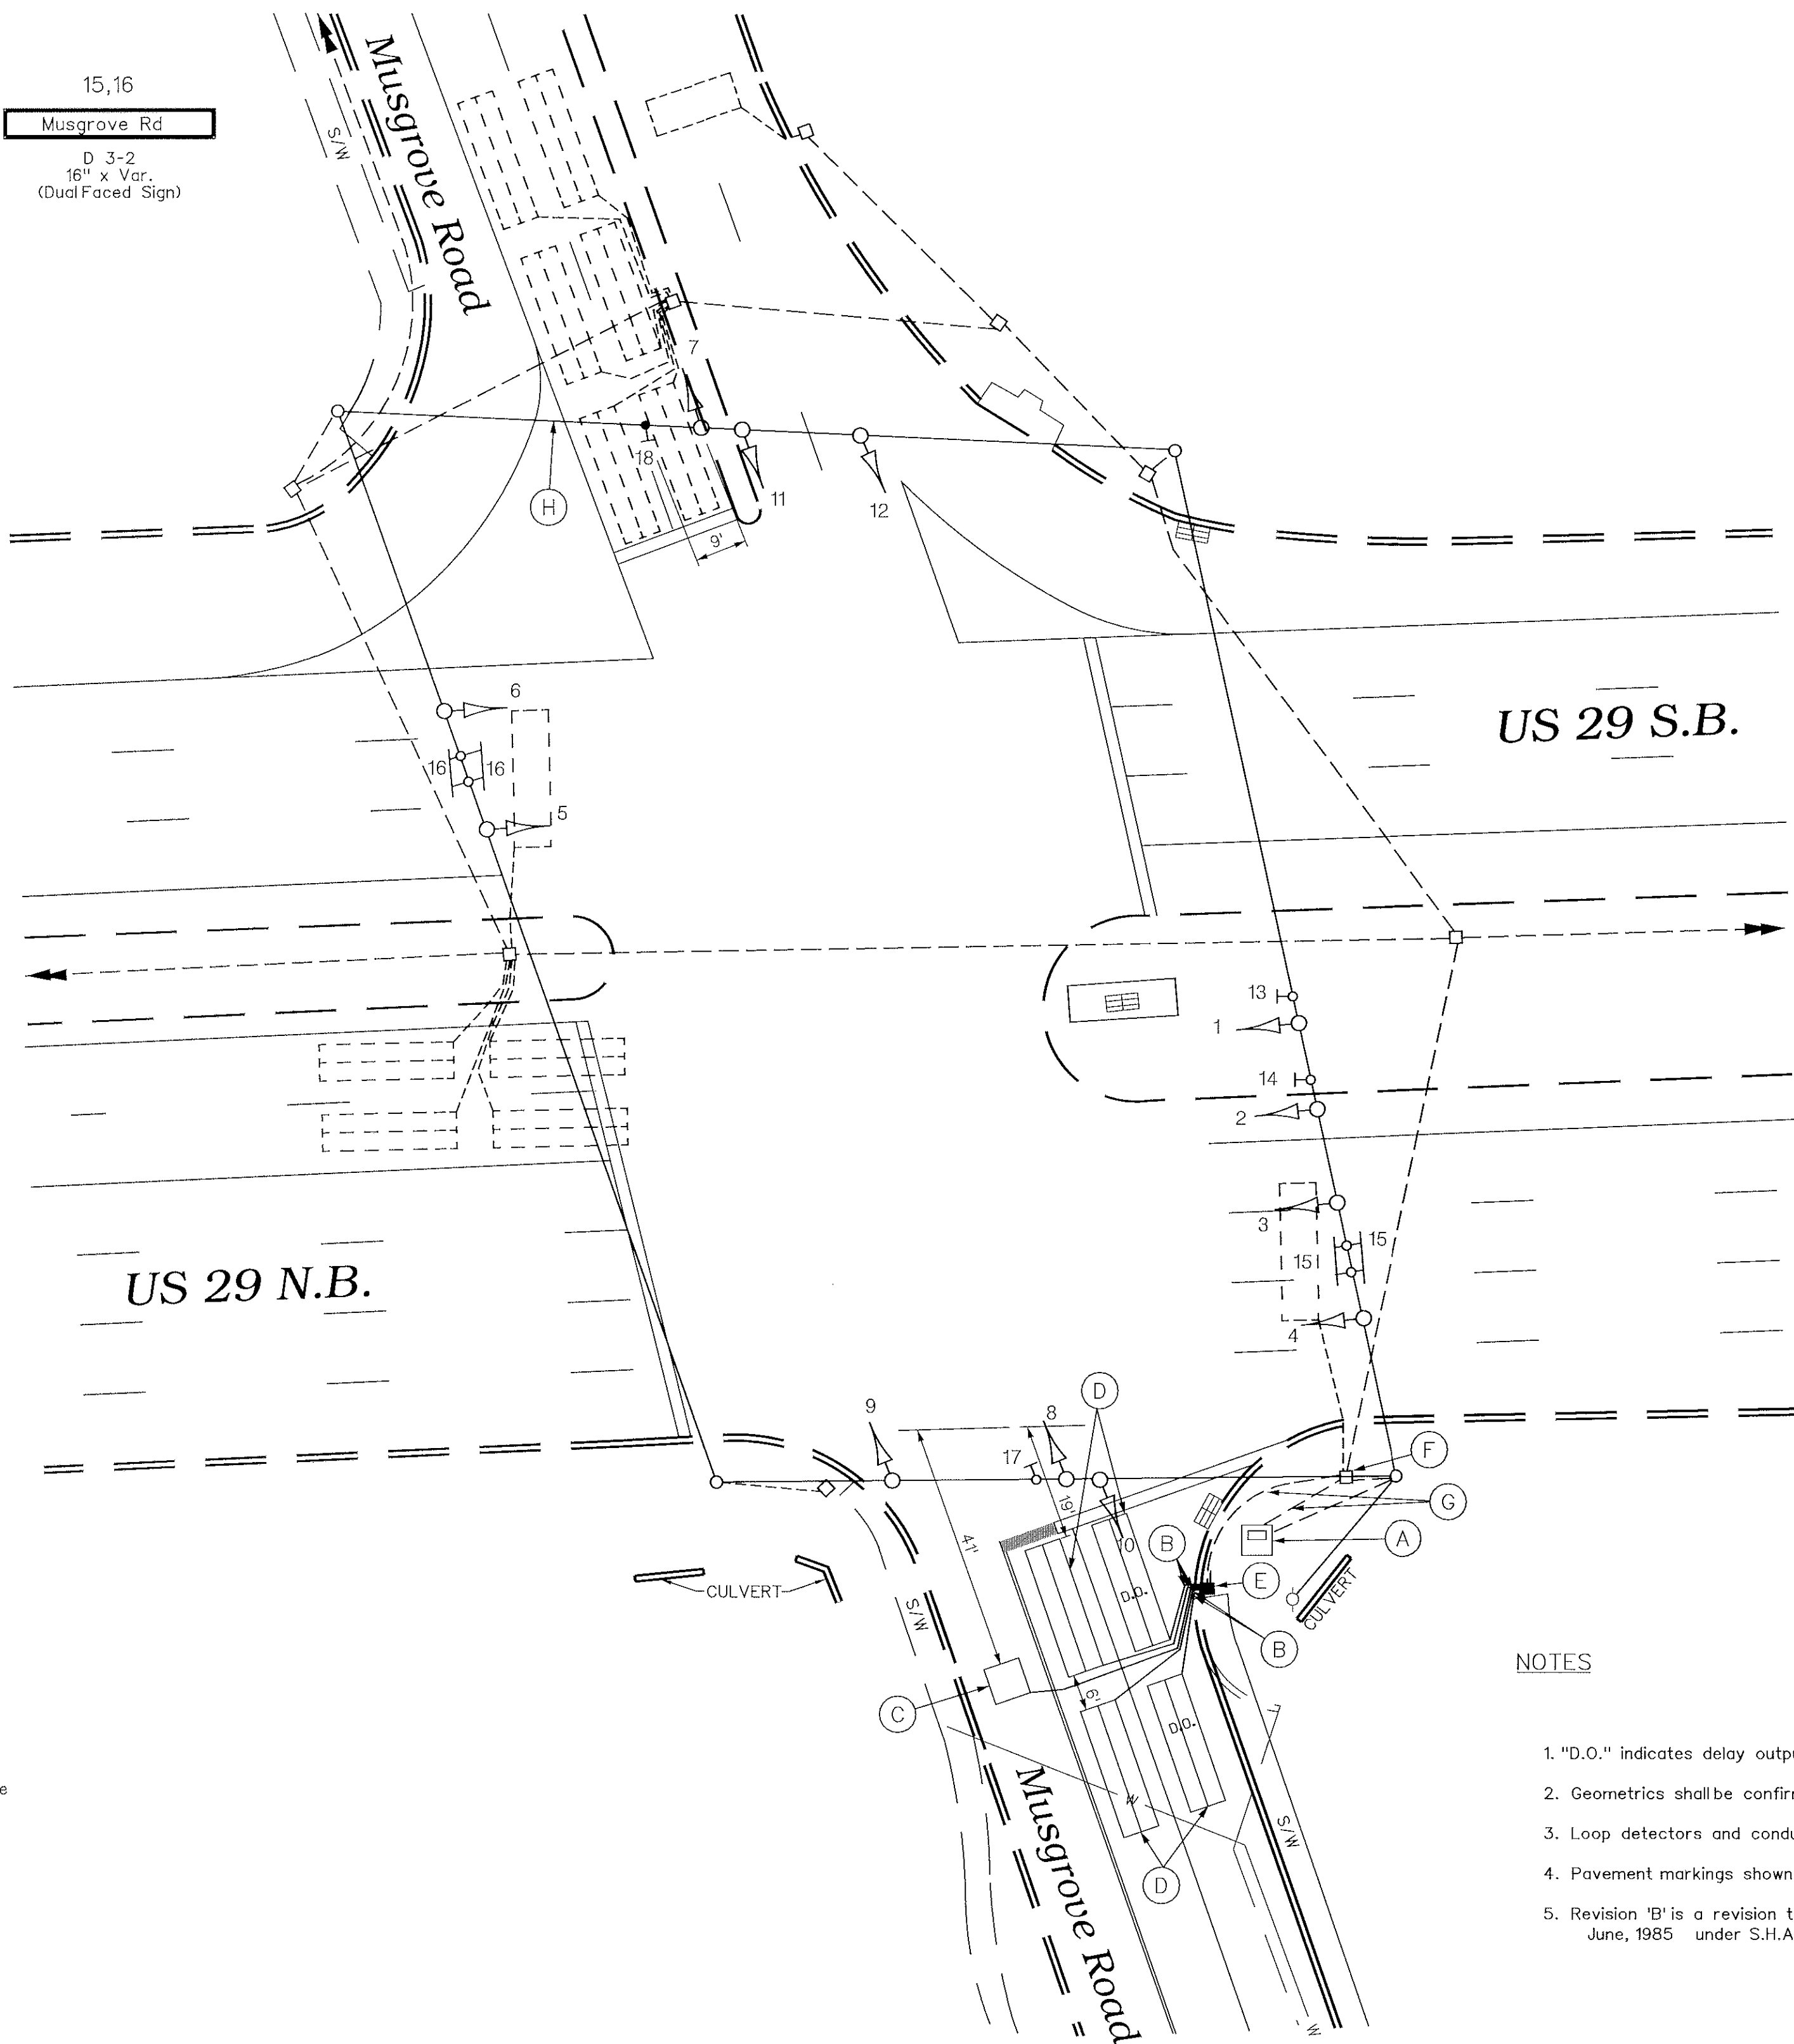 15,16
Musgrove Rd
D 3-2
16" x Var.
(Dual Faced Sign)
S/W
Musgrove Road
7
18
11
12
H
9'
6
16
16
5
US 29 S.B.
13
1
14
2
3
15
15
4
US 29 N.B.
D
9
8
17
F
G
19'
41'
10
B
A
E
D.O.
CULVERT
CULVERT
S/W
B
C
6'
D.O.
W
Musgrove Road
D
S/W
W
NOTES
1. "D.O." indicates delay outp
2. Geometrics shall be confir
3. Loop detectors and condu
4. Pavement markings shown
5. Revision 'B' is a revision t
June, 1985 under S.H.A
e